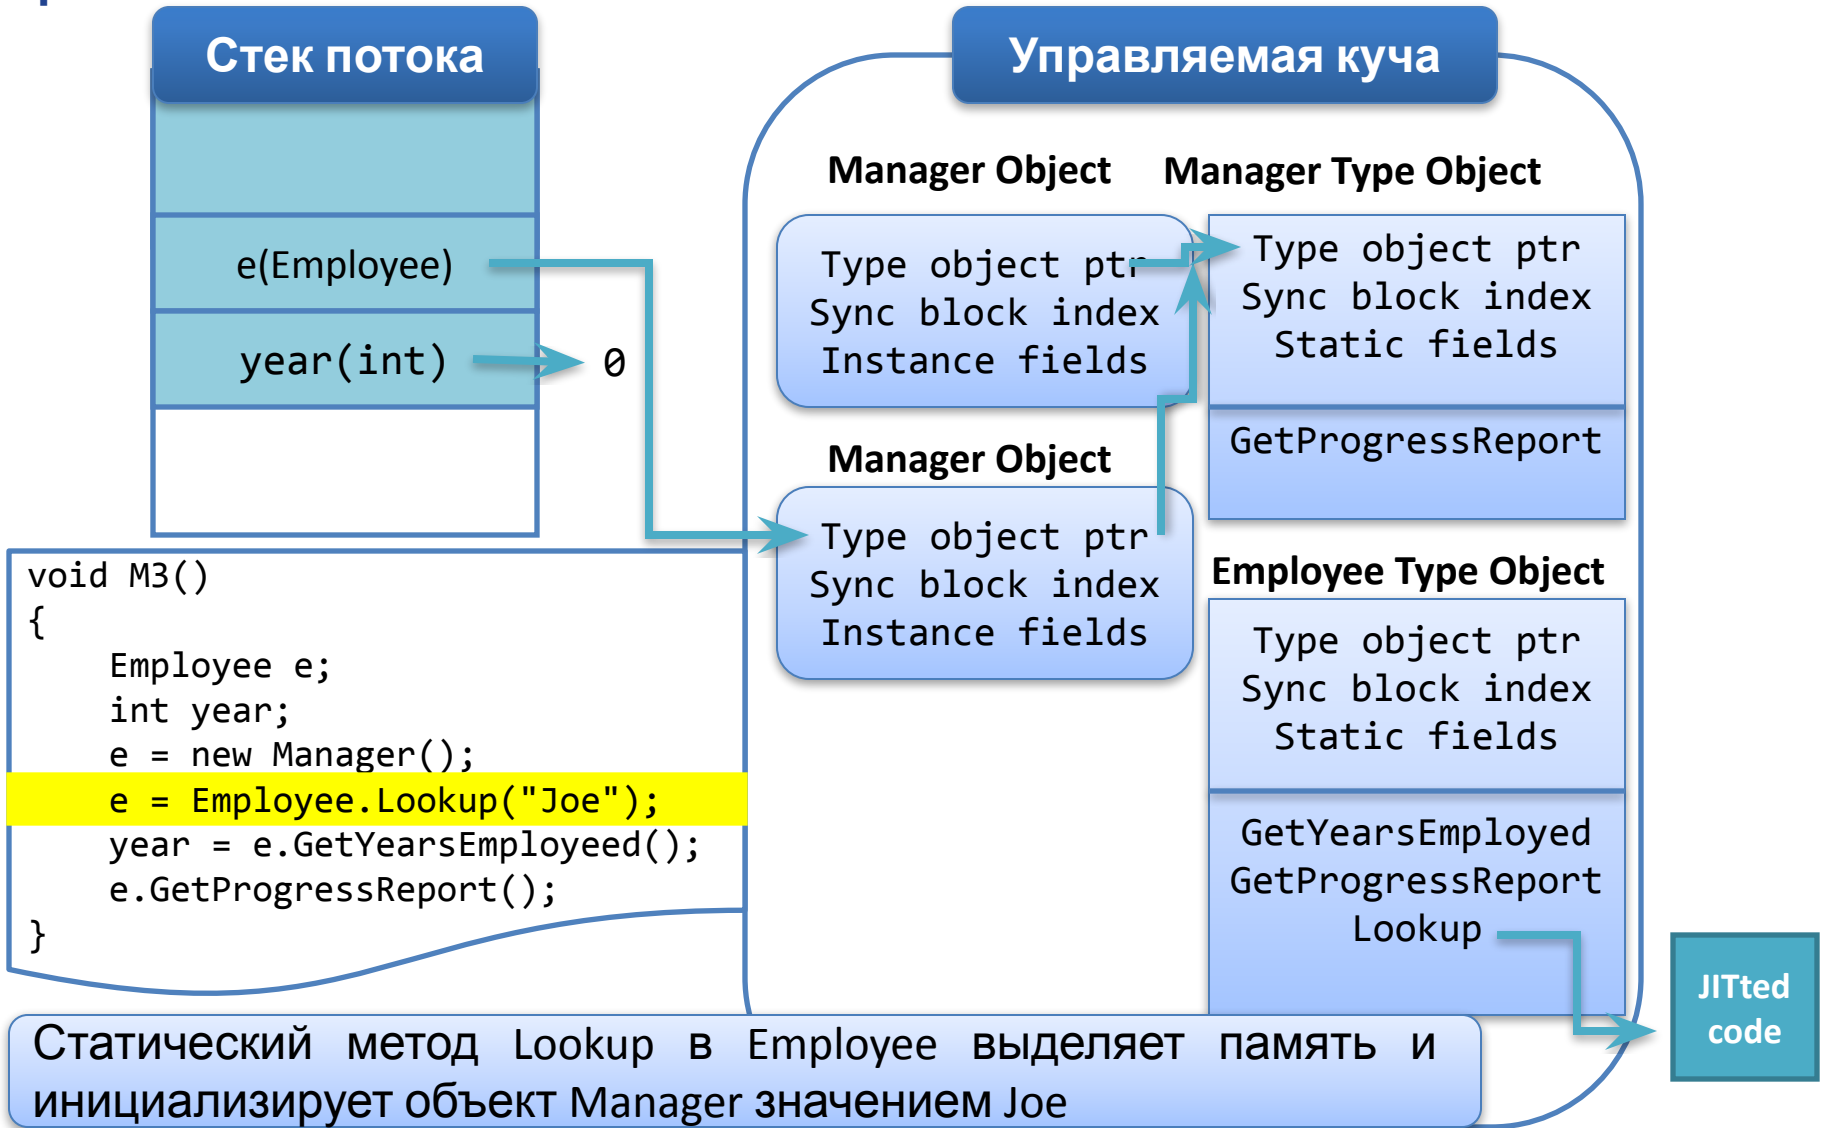 Стек потока
e(Employee)
year(int)
0
Управляемая куча
Manager Object
Type object ptr
Sync block index
Instance fields
Manager Type Object
Type object ptr
Sync block index
Static fields
GetProgressReport
Manager Object
Type object ptr
Sync block index
Instance fields
Employee Type Object
Type object ptr
Sync block index
Static fields
GetYearsEmployed
GetProgressReport
Lookup
JITted
code
void M3()
{
Employee e;
int year;
e = new Manager();
e = Employee.Lookup("Joe");
year = e.GetYearsEmployeed();
e.GetProgressReport();
}
Статический метод Lookup в Employee выделяет память и
инициализирует объект Manager значением Joe